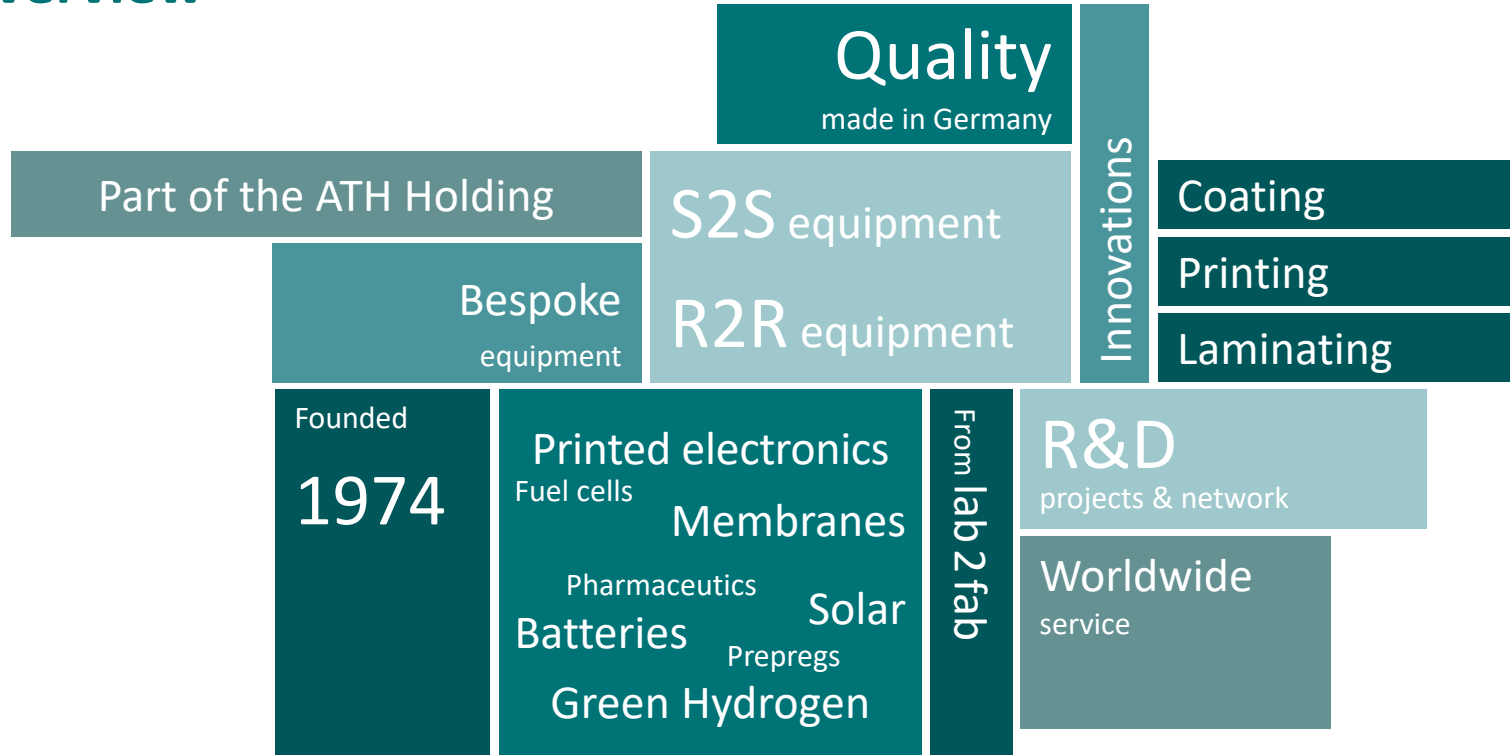 Quality
made in Germany
Innovations
Part of the ATH Holding
S2S equipment
R2R equipment
Coating
Printing
Laminating
Bespoke
equipment
Founded
1974
Printed electronics
Fuel cells
Membranes
Pharmaceutics
Solar
Batteries
Prepregs
Green Hydrogen
From lab 2 fab
R&D
projects & network
Worldwide
service